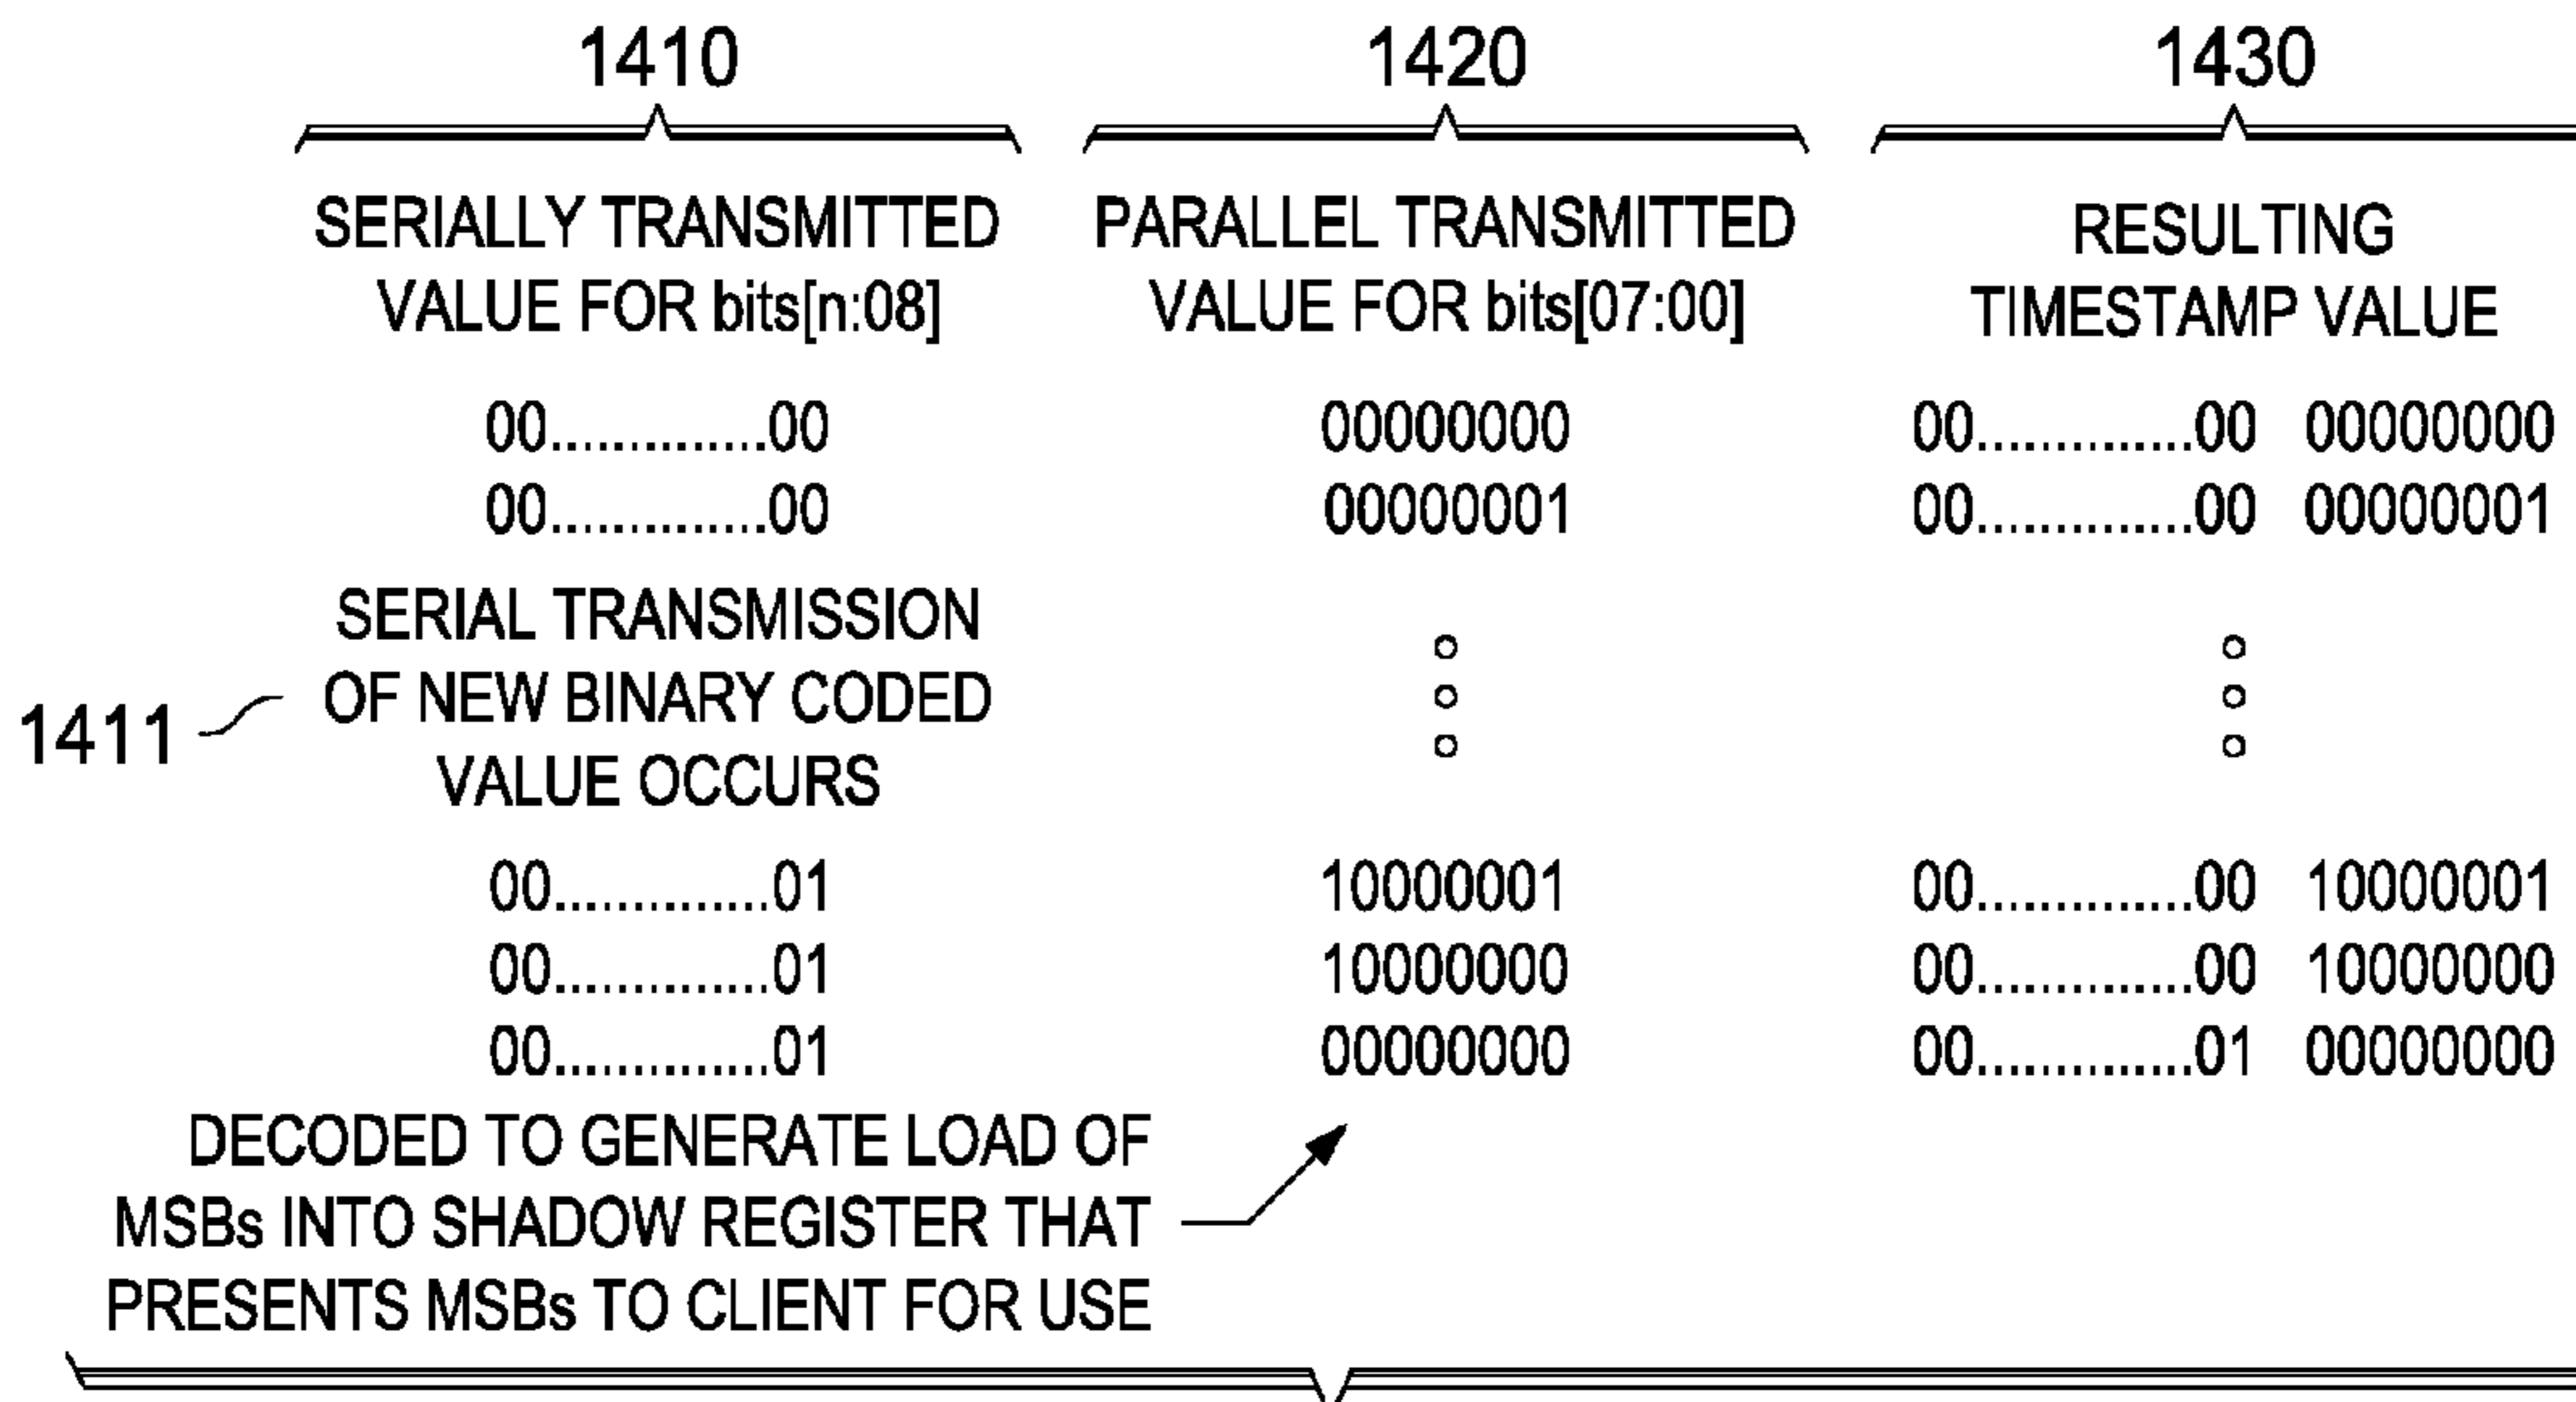 1410 1420 1430
SERIALLY TRANSMITTED PARALLEL TRANSMITTED RESULTING
VALUE FOR bits[n:08] VALUE FOR bits[07:00] TIMESTAMP VALUE
00..............00 00000000 00..............00 00000000
00..............00 00000001 00..............00 00000001
SERIAL TRANSMISSION
1411 OF NEW BINARY CODED
VALUE OCCURS
00..............01 10000001 00..............00 10000001
00..............01 10000000 00..............00 10000000
00..............01 00000000 00..............01 00000000
DECODED TO GENERATE LOAD OF
MSBs INTO SHADOW REGISTER THAT
PRESENTS MSBs TO CLIENT FOR USE